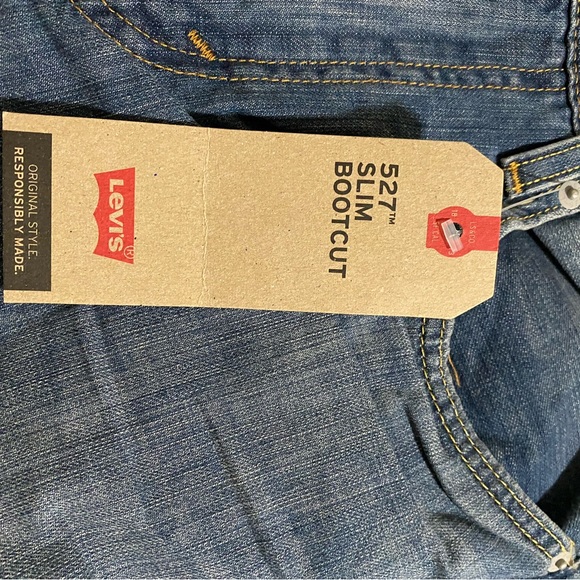 527™
SLIM
BOOTCUT
LEVI'S®
ORIGINAL STYLE.
RESPONSIBLY MADE.